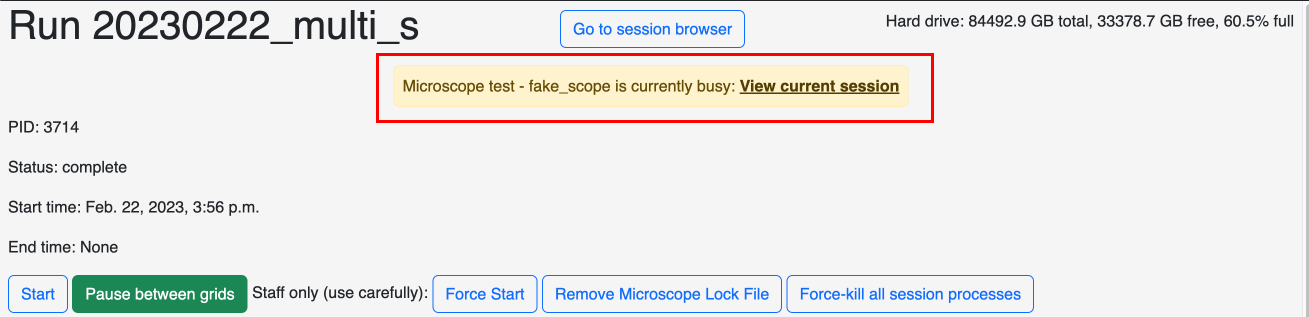 Run 20230222_multi_s
Go to session browser
Hard drive: 84492.9 GB total, 33378.7 GB free, 60.5% full
Microscope test - fake_scope is currently busy: View current session
PID: 3714
Status: complete
Start time: Feb. 22, 2023, 3:56 p.m.
End time: None
Start Pause between grids Staff only (use carefully): Force Start Remove Microscope Lock File Force-kill all session processes